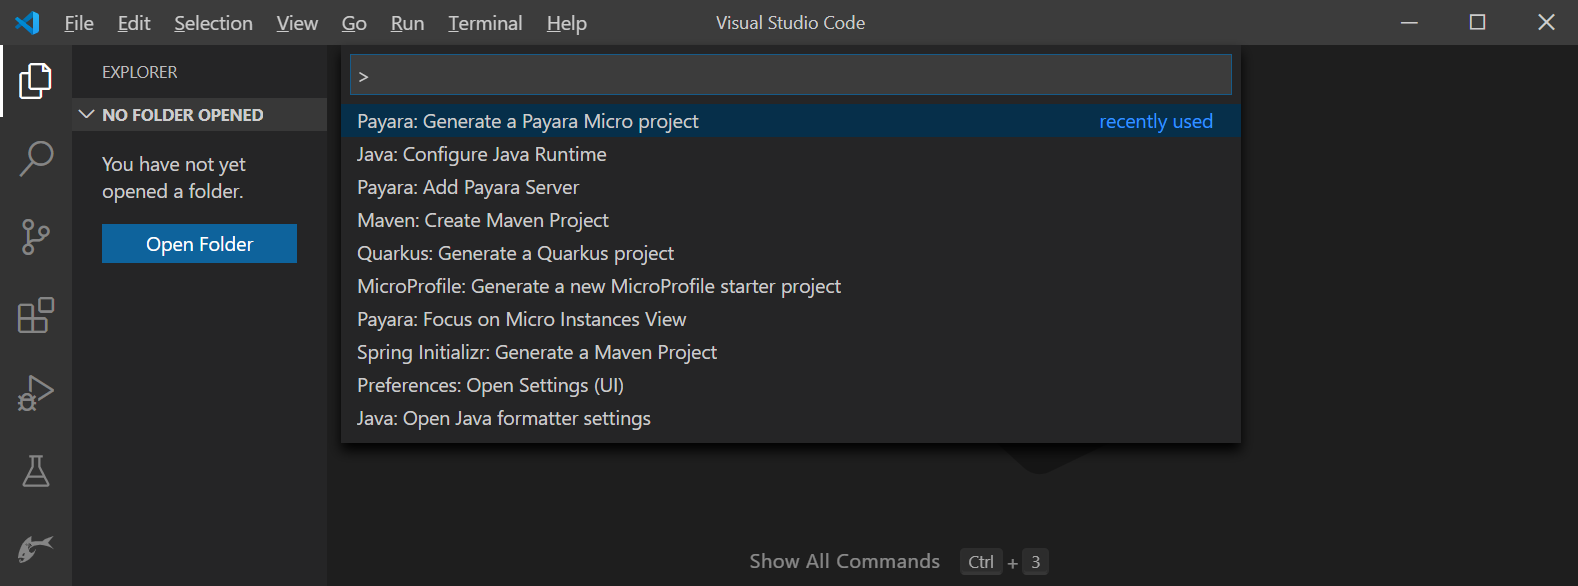 File Edit Selection View Go Run Terminal Help Visual Studio Code
EXPLORER
NO FOLDER OPENED
You have not yet
opened a folder.
Open Folder
>
Payara: Generate a Payara Micro project recently used
Java: Configure Java Runtime
Payara: Add Payara Server
Maven: Create Maven Project
Quarkus: Generate a Quarkus project
MicroProfile: Generate a new MicroProfile starter project
Payara: Focus on Micro Instances View
Spring Initializr: Generate a Maven Project
Preferences: Open Settings (UI)
Java: Open Java formatter settings
Show All Commands Ctrl + 3